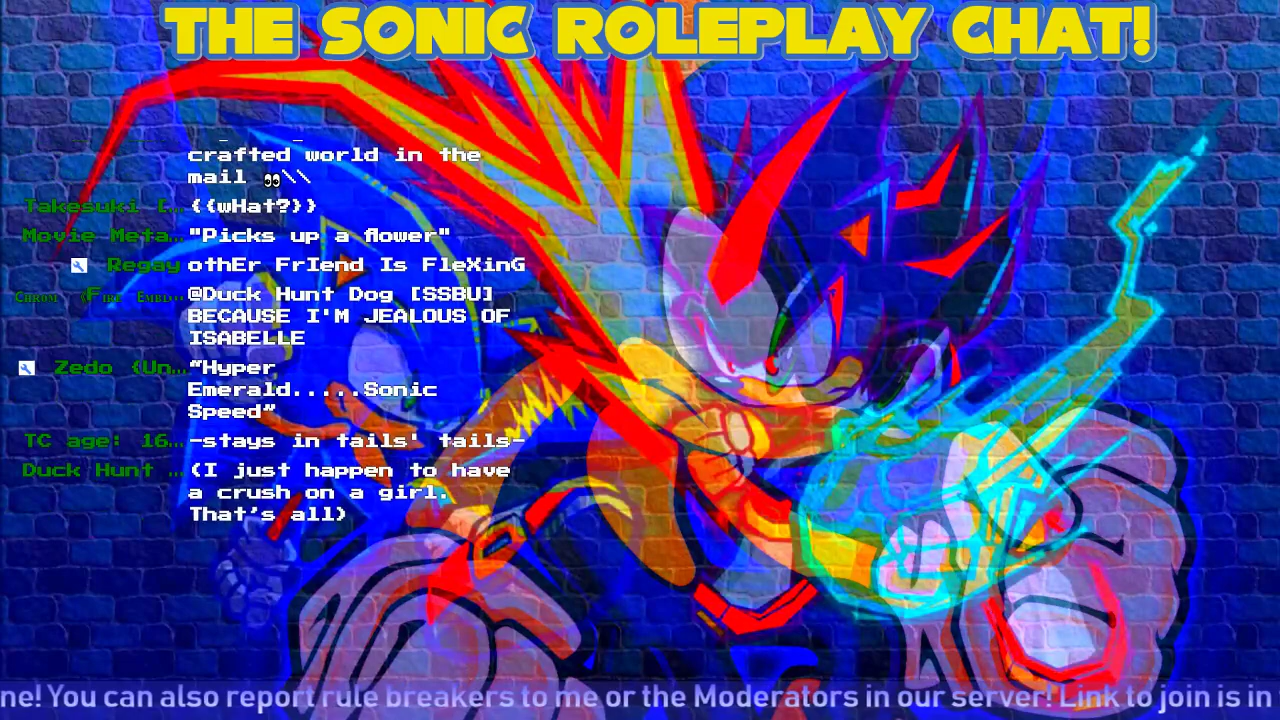 THE SONIC ROLEPLAY CHAT!
crafted world in the
mail 👀\\
Takesuki [... {{wHat?}}
Movie Meta... "Picks up a flower"
Regay othEr FrIend Is FleXinG
Chrom (Fire Embl... @Duck Hunt Dog [SSBU]
BECAUSE I'M JEALOUS OF
ISABELLE
Zedo (Un... "Hyper
Emerald.....Sonic
Speed"
TC age: 16... -stays in tails' tails-
Duck Hunt ... (I just happen to have
a crush on a girl.
That's all)
ne! You can also report rule breakers to me or the Moderators in our server! Link to join is in